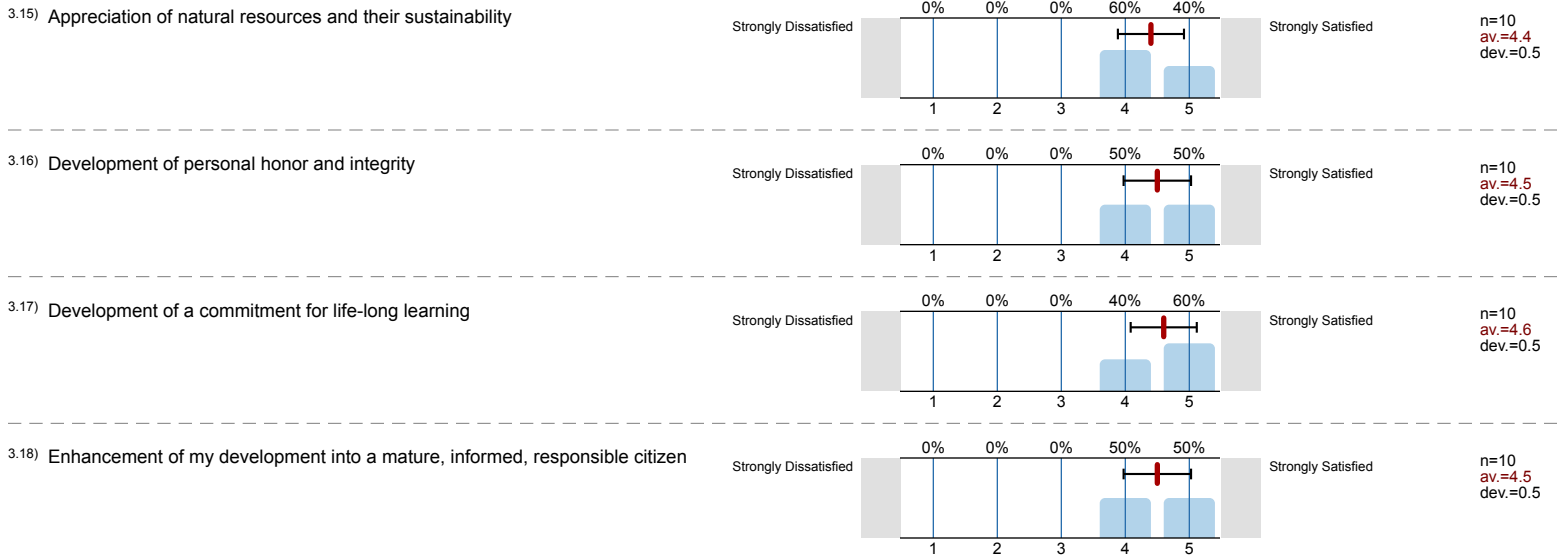 3.15) Appreciation of natural resources and their sustainability
0% 0% 0% 60% 40%
Strongly Dissatisfied Strongly Satisfied
n=10
av.=4.4
dev.=0.5
1 2 3 4 5
3.16) Development of personal honor and integrity
0% 0% 0% 50% 50%
Strongly Dissatisfied Strongly Satisfied
n=10
av.=4.5
dev.=0.5
1 2 3 4 5
3.17) Development of a commitment for life-long learning
0% 0% 0% 40% 60%
Strongly Dissatisfied Strongly Satisfied
n=10
av.=4.6
dev.=0.5
1 2 3 4 5
3.18) Enhancement of my development into a mature, informed, responsible citizen
0% 0% 0% 50% 50%
Strongly Dissatisfied Strongly Satisfied
n=10
av.=4.5
dev.=0.5
1 2 3 4 5